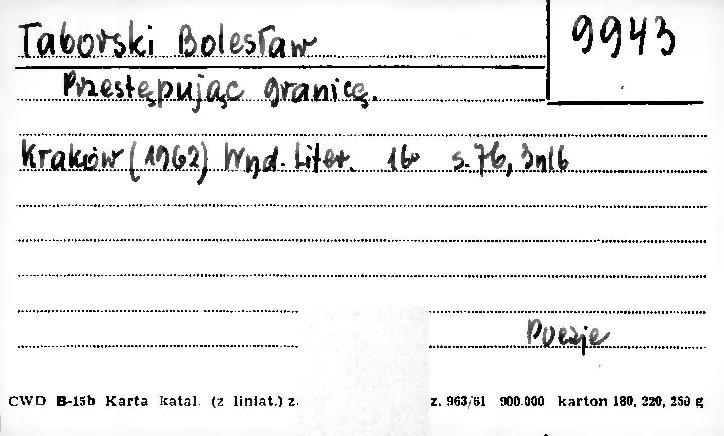 Taborski Bolesław
9943
Przestępując granicę.
Kraków (1962) Wyd. Liter. 16° s. 76, 3nlb
Poezje
CWD B-15b Karta katal. (z liniat.) z. z. 963/61 900.000 karton 180, 220, 250 g